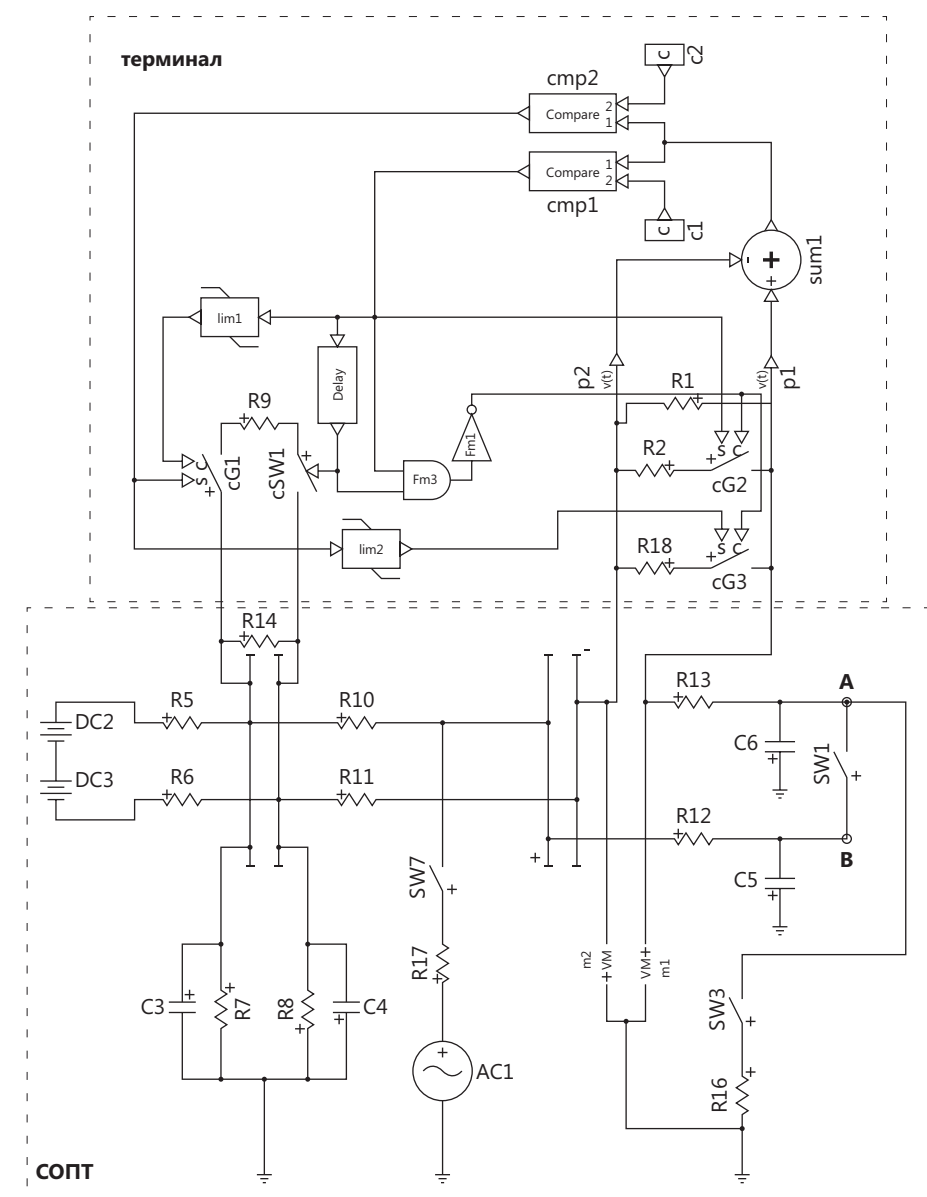 терминал
c
c2
cmp2
Compare
2
1
Compare
1
2
cmp1
c
c1
-
+
+
sum1
lim1
Delay
p2
v(t)
v(t)
p1
R1
+
R9
+
cSW1
+
Fm1
Fm3
s c
+
cG1
R2
+
+
s c
cG2
lim2
R18
+
+
s c
cG3
R14
+
-
R13
+
A
DC2
R5
+
R10
+
C6
+
SW1
+
DC3
R6
+
R11
+
R12
+
B
+
C5
+
SW7
+
R17
+
m2
+VM
VM+
m1
C3
+
R7
+
R8
+
C4
+
SW3
+
AC1
+
R16
+
СОПТ